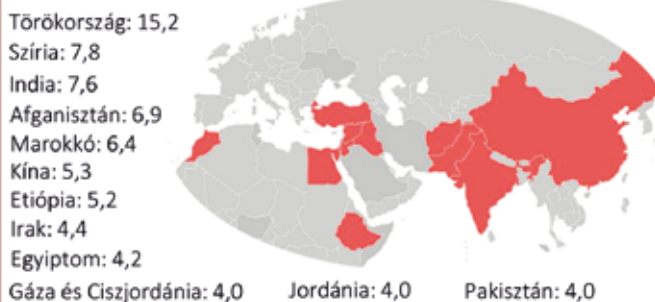 Törökország: 15,2
Szíria: 7,8
India: 7,6
Afganisztán: 6,9
Marokkó: 6,4
Kína: 5,3
Etiópia: 5,2
Irak: 4,4
Egyiptom: 4,2
Gáza és Ciszjordánia: 4,0 Jordánia: 4,0 Pakisztán: 4,0